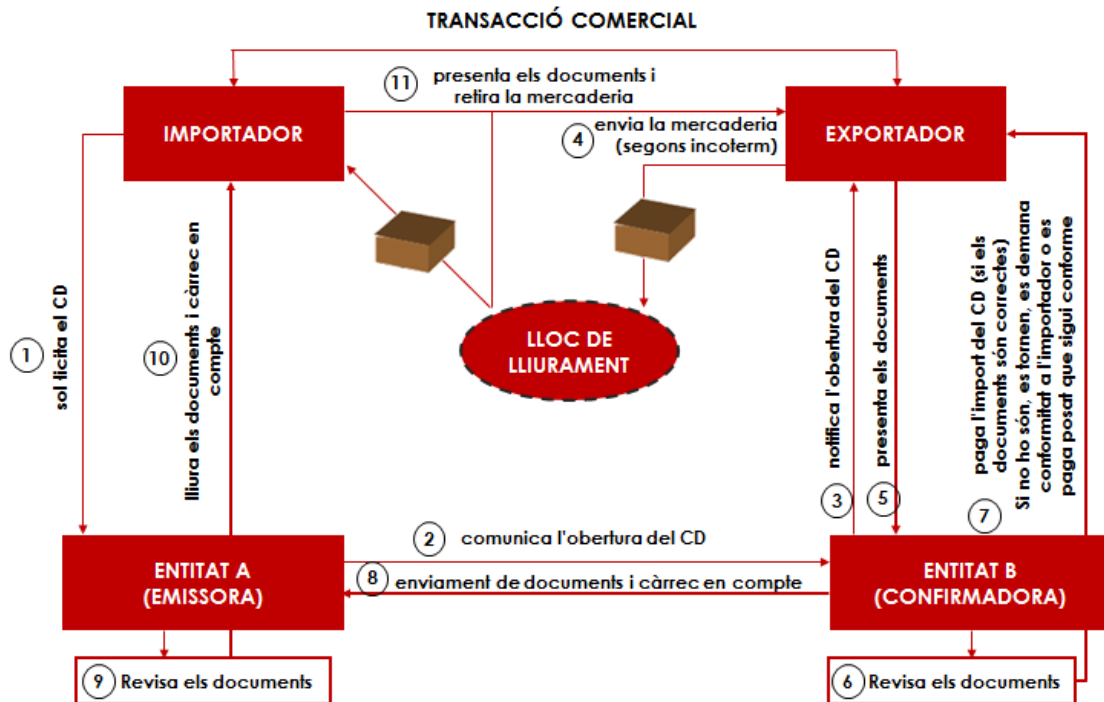 TRANSACCIÓ COMERCIAL
11 presenta els documents i
retira la mercaderia
IMPORTADOR
4 envia la mercaderia
(segons incoterm)
EXPORTADOR
1
sol·licita el CD
10
lliura els documents i càrrec en
compte
LLOC DE
LLIURAMENT
3
notifica l'obertura del CD
5
presenta els documents
7
paga l'import del CD (si els
documents són correctes)
Si no ho són, es tornen, es demana
conformitat a l'importador o es
paga posat que sigui conforme
2 comunica l'obertura del CD
8 enviament de documents i càrrec en compte
ENTITAT A
(EMISSORA)
ENTITAT B
(CONFIRMADORA)
9 Revisa els documents
6 Revisa els documents